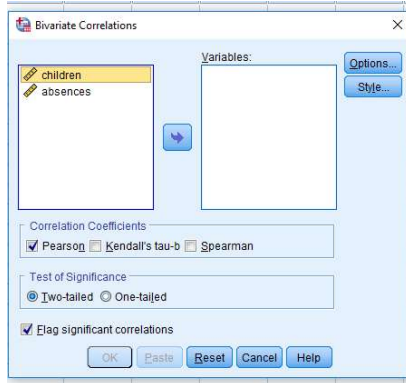 Bivariate Correlations
Variables:
children
absences
Options...
Style...
Correlation Coefficients
Pearson Kendall's tau-b Spearman
Test of Significance
Two-tailed One-tailed
Flag significant correlations
OK Paste Reset Cancel Help